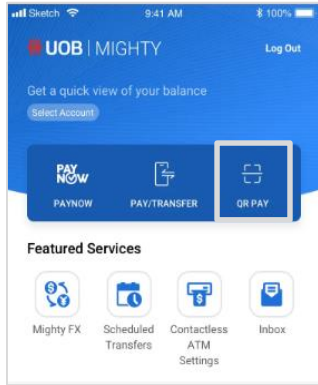 Sketch 9:41 AM 100%
UOB | MIGHTY Log Out
Get a quick view of your balance
Select Account
PAY
NOW
PAYNOW PAY/TRANSFER QR PAY
Featured Services
Mighty FX Scheduled Contactless Inbox
Transfers ATM
Settings